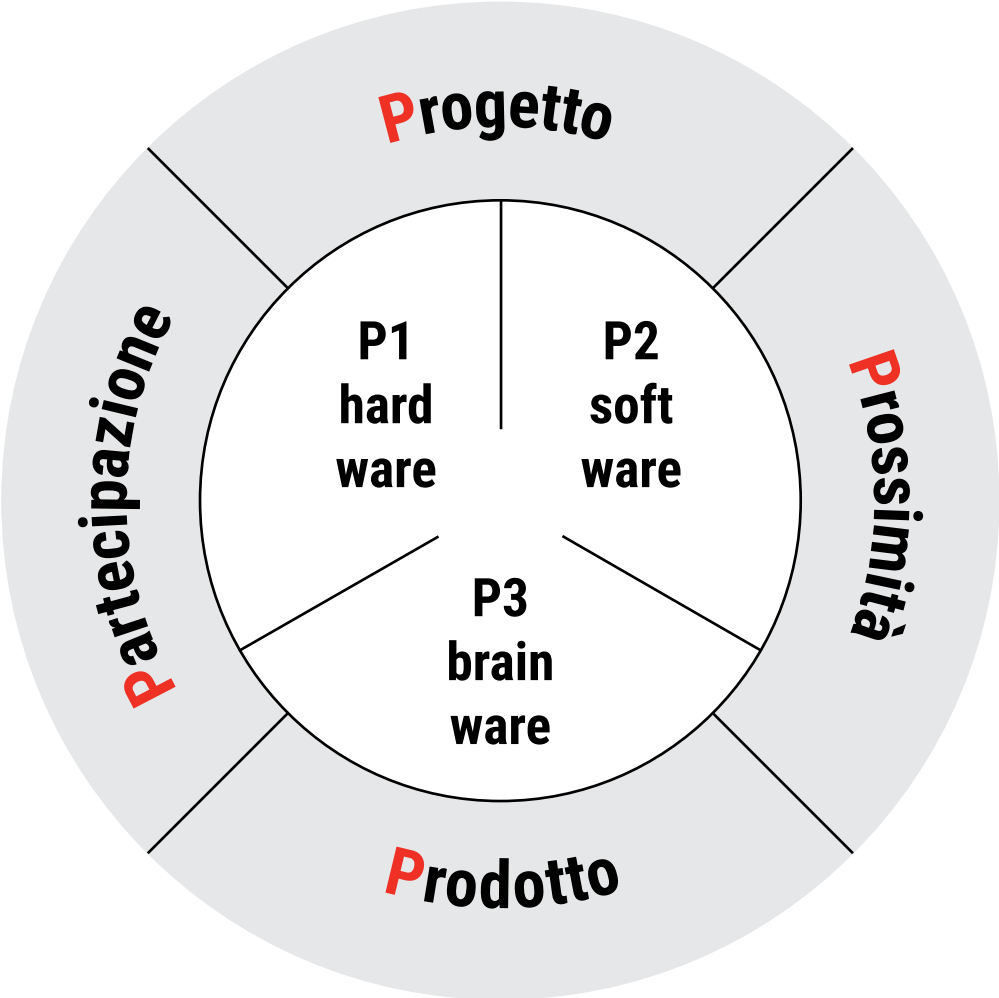 Progetto
Partecipazione
P1
hard
ware
P2
soft
ware
Prossimità
P3
brain
ware
Prodotto